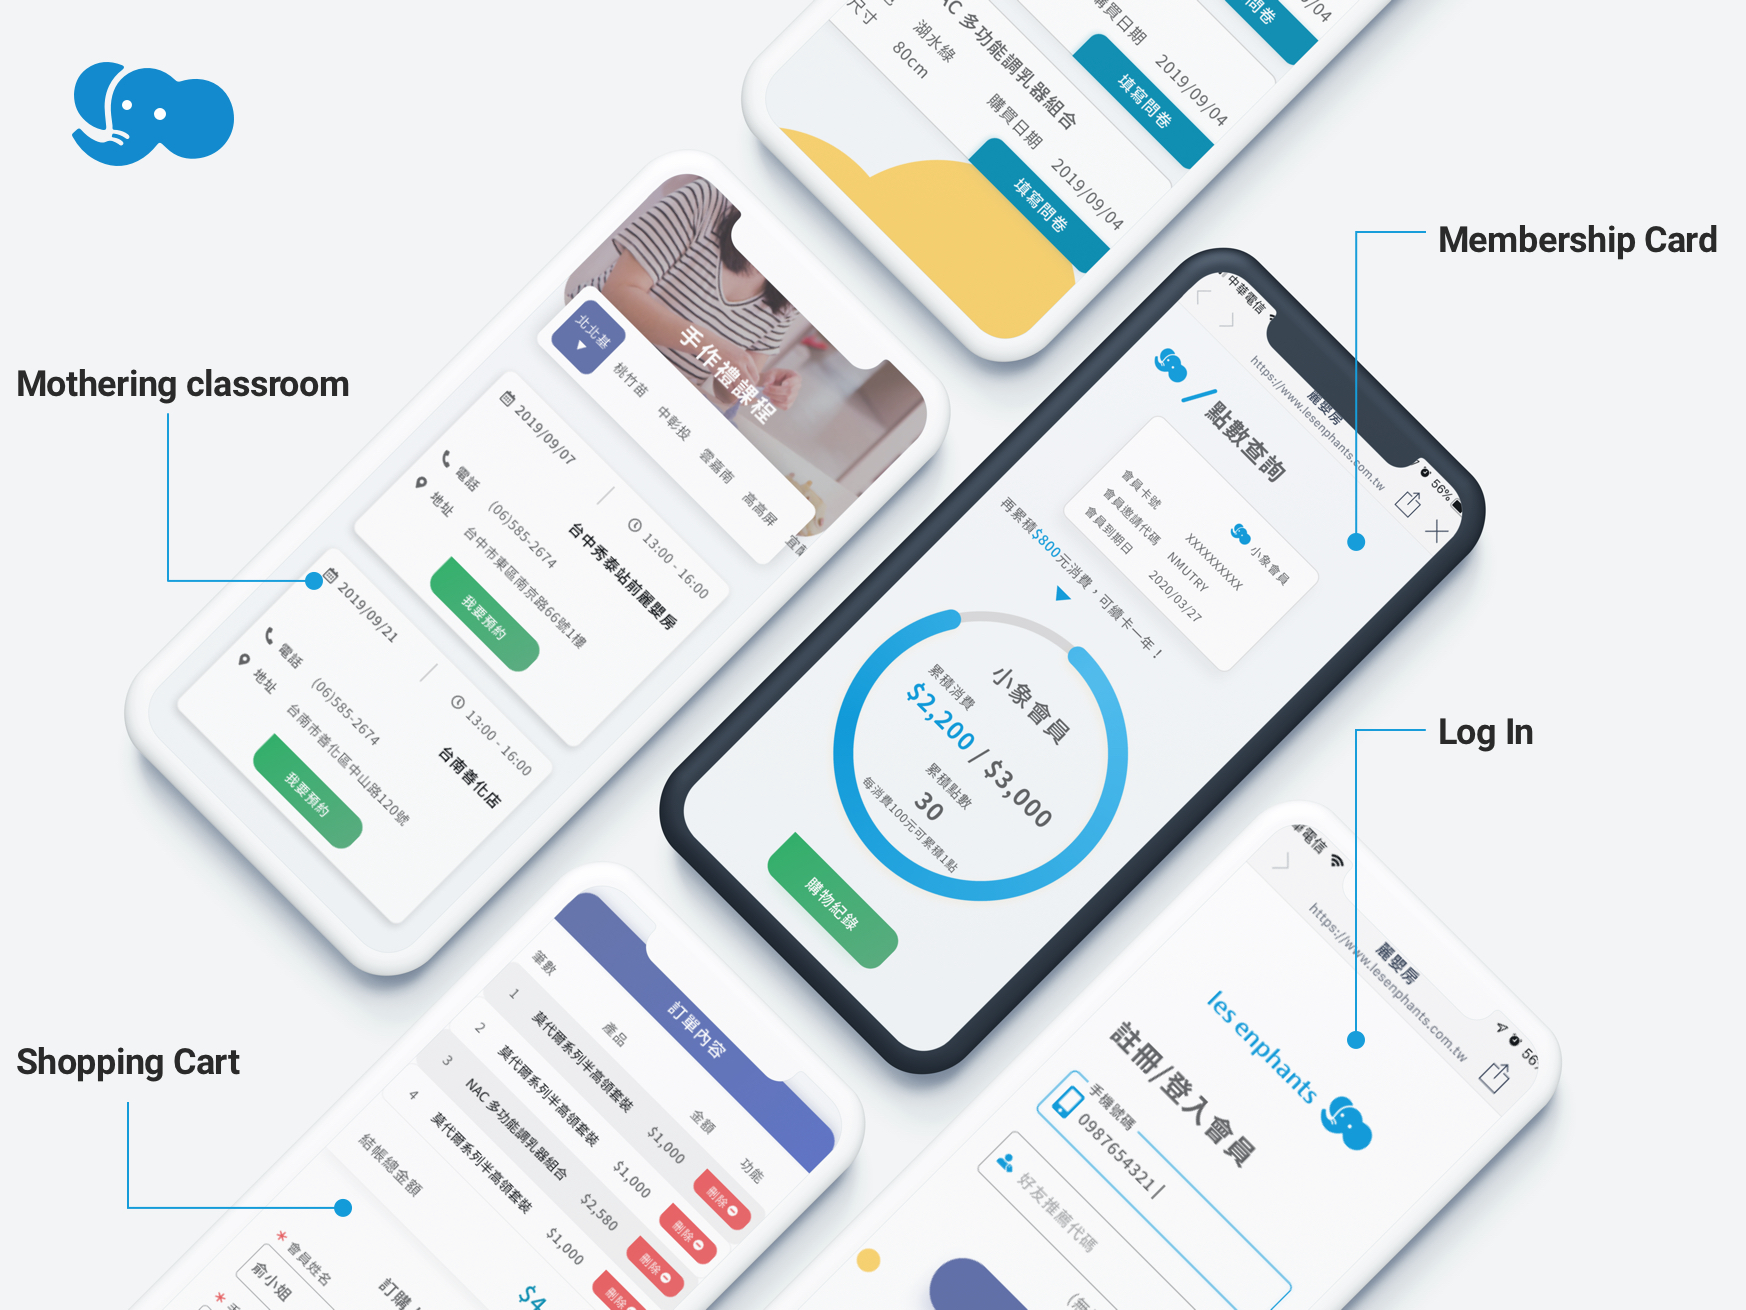 尺寸
湖水綠
80cm
NAC 多功能調乳器組合
購買日期 2019/09/04
填寫問卷
購買日期 2019/09/04
填寫問卷
Mothering classroom
手作禮課程
北北基
桃竹苗
中彰投
雲嘉南
高高屏
2019/09/07
13:00 - 16:00
台中秀泰站前麗嬰房
電話 (06)585-2674
地址 台中市東區南京路66號1樓
我要預約
2019/09/21
13:00 - 16:00
台南善化店
電話 (06)585-2674
地址 台南市善化區中山路120號
我要預約
Membership Card
中華電信
56%
麗嬰房
https://www.lesenphants.com.tw
點數查詢
小象會員
會員卡號 XXXXXXXXX
會員邀請代碼 NMUTRY
會員到期日 2020/03/27
再累積$800元消費，可續卡一年！
小象會員
累積消費
$2,200 / $3,000
累積點數
30
每消費100元可累積1點
購物紀錄
Shopping Cart
訂單內容
筆數 產品 金額 功能
1 莫代爾系列半高領套裝 $1,000 刪除
2 莫代爾系列半高領套裝 $1,000 刪除
3 NAC 多功能調乳器組合 $2,580 刪除
4 莫代爾系列半高領套裝 $1,000 刪除
結帳總金額 $4
訂購
* 會員姓名
俞小姐
Log In
電信
56
麗嬰房
https://www.lesenphants.com.tw
les enphants
註冊/登入會員
手機號碼
0987654321
好友推薦代碼